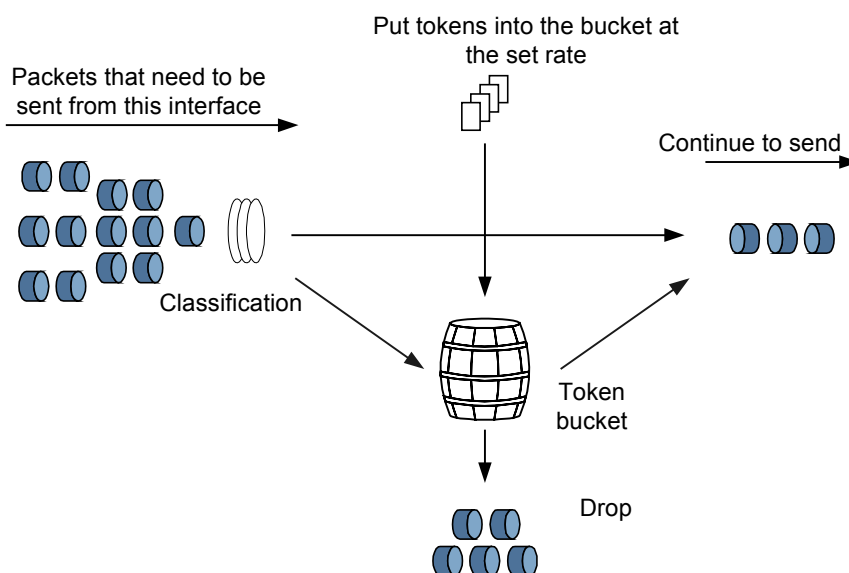 Put tokens into the bucket at
the set rate
Packets that need to be
sent from this interface
Continue to send
Classification
Token
bucket
Drop